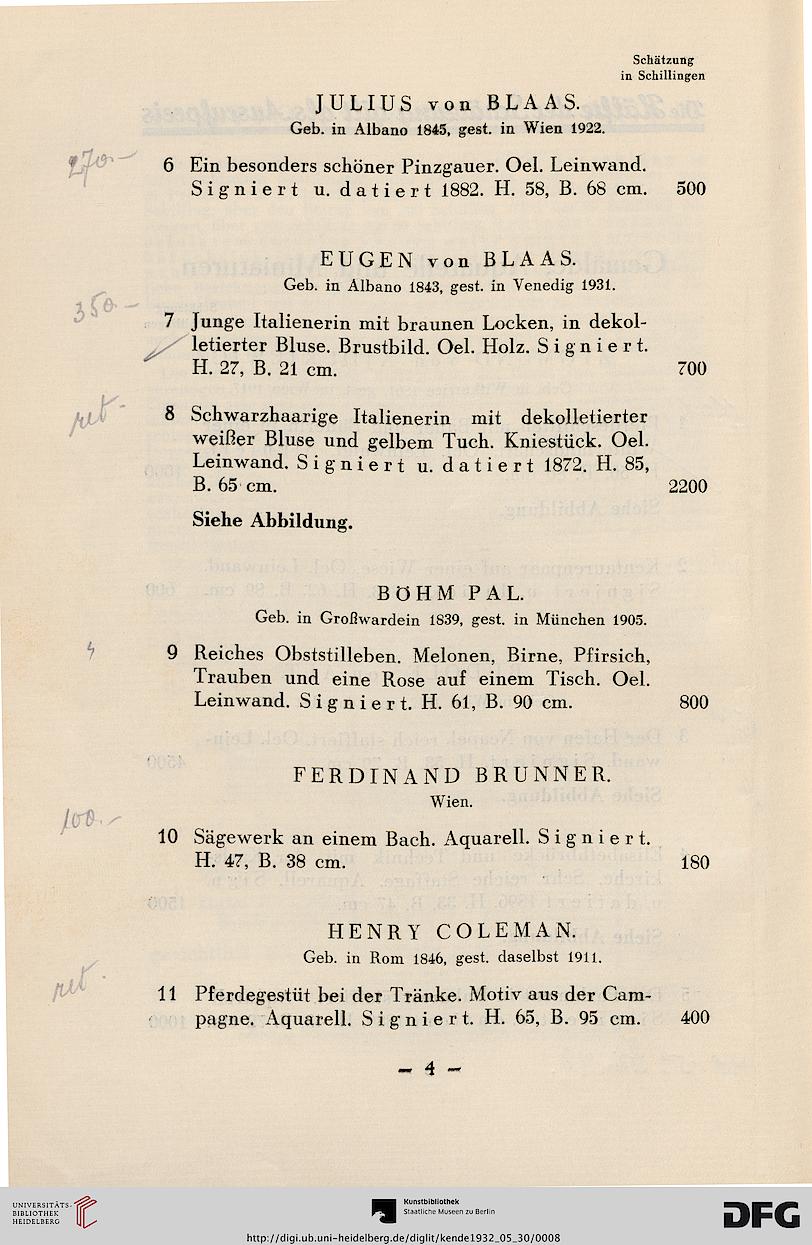 Schätzung
in Schillingen
JULIUS von BLAAS.
Geb. in Albano 1845, gest. in Wien 1922.
270.–
6 Ein besonders schöner Pinzgauer. Oel. Leinwand.
Signiert u. datiert 1882. H. 58, B. 68 cm. 500
EUGEN von BLAAS.
Geb. in Albano 1843, gest. in Venedig 1931.
350.–
7 Junge Italienerin mit braunen Locken, in dekol-
letierter Bluse. Brustbild. Oel. Holz. Signiert.
H. 27, B. 21 cm. 700
ret.
8 Schwarzhaarige Italienerin mit dekolletierter
weißer Bluse und gelbem Tuch. Kniestück. Oel.
Leinwand. Signiert u. datiert 1872. H. 85,
B. 65 cm. 2200
Siehe Abbildung.
BÖHM PAL.
Geb. in Großwardein 1839, gest. in München 1905.
9 Reiches Obststilleben. Melonen, Birne, Pfirsich,
Trauben und eine Rose auf einem Tisch. Oel.
Leinwand. Signiert. H. 61, B. 90 cm. 800
FERDINAND BRUNNER.
Wien.
100.–
10 Sägewerk an einem Bach. Aquarell. Signiert.
H. 47, B. 38 cm. 180
HENRY COLEMAN.
Geb. in Rom 1846, gest. daselbst 1911.
ret.
11 Pferdegestüt bei der Tränke. Motiv aus der Cam-
pagne. Aquarell. Signiert. H. 65, B. 95 cm. 400
– 4 –
UNIVERSITÄTS-
BIBLIOTHEK
HEIDELBERG
Kunstbibliothek
Staatliche Museen zu Berlin
DFG
http://digi.ub.uni-heidelberg.de/diglit/kende1932_05_30/0008